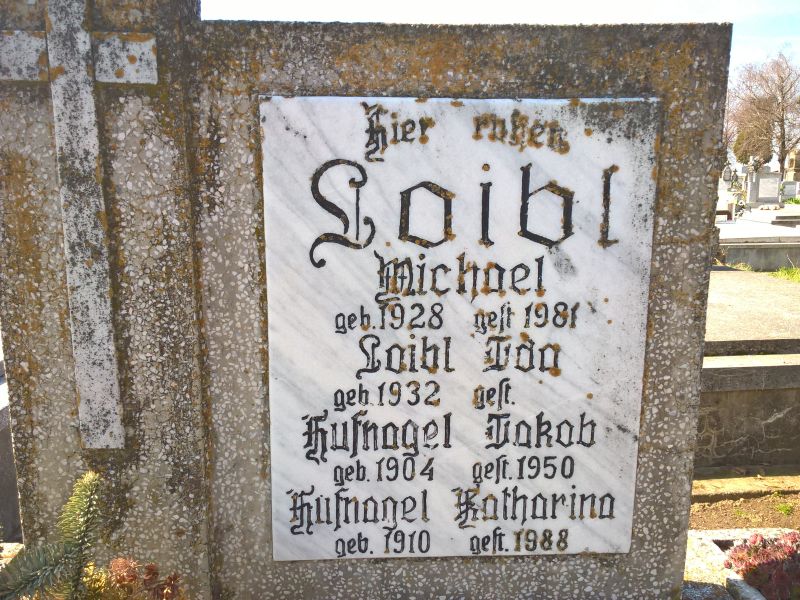 Hier ruhen
Loibl
Michael
geb. 1928 gest 1981
Loibl Ida
geb. 1932 gest.
Hufnagel Jakob
geb. 1904 gest. 1950
Hufnagel Katharina
geb. 1910 gest. 1988